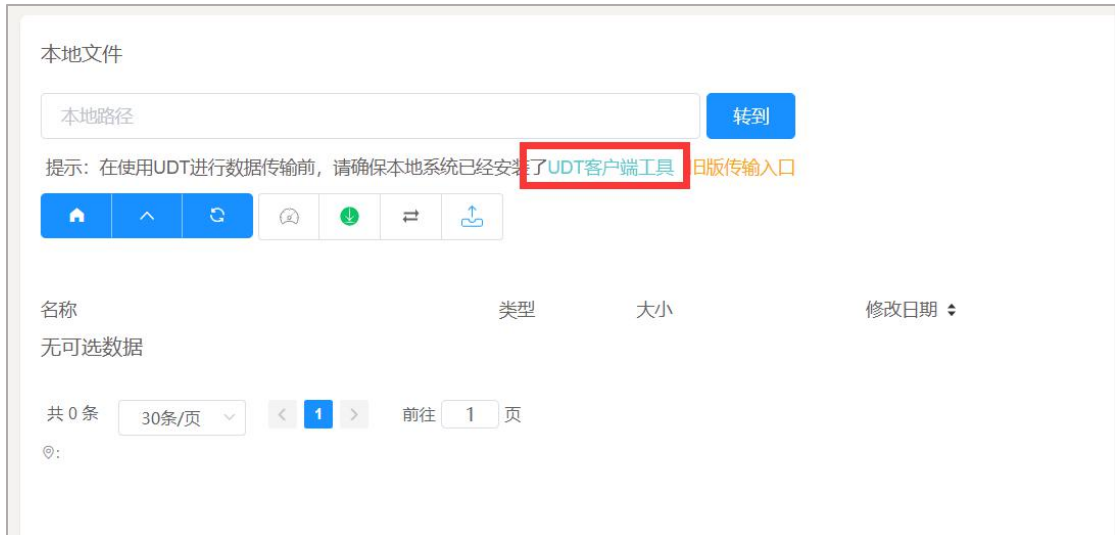 本地文件
本地路径 转到
提示：在使用UDT进行数据传输前，请确保本地系统已经安装了UDT客户端工具 旧版传输入口
名称 类型 大小 修改日期
无可选数据
共 0 条 30条/页 < 1 > 前往 1 页
: